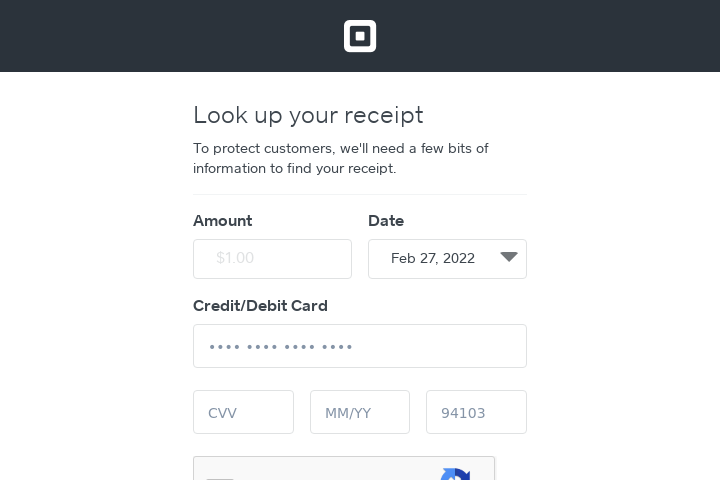 Look up your receipt
To protect customers, we'll need a few bits of
information to find your receipt.
Amount
Date
$1.00
Feb 27, 2022
Credit/Debit Card
•••• •••• •••• ••••
CVV
MM/YY
94103